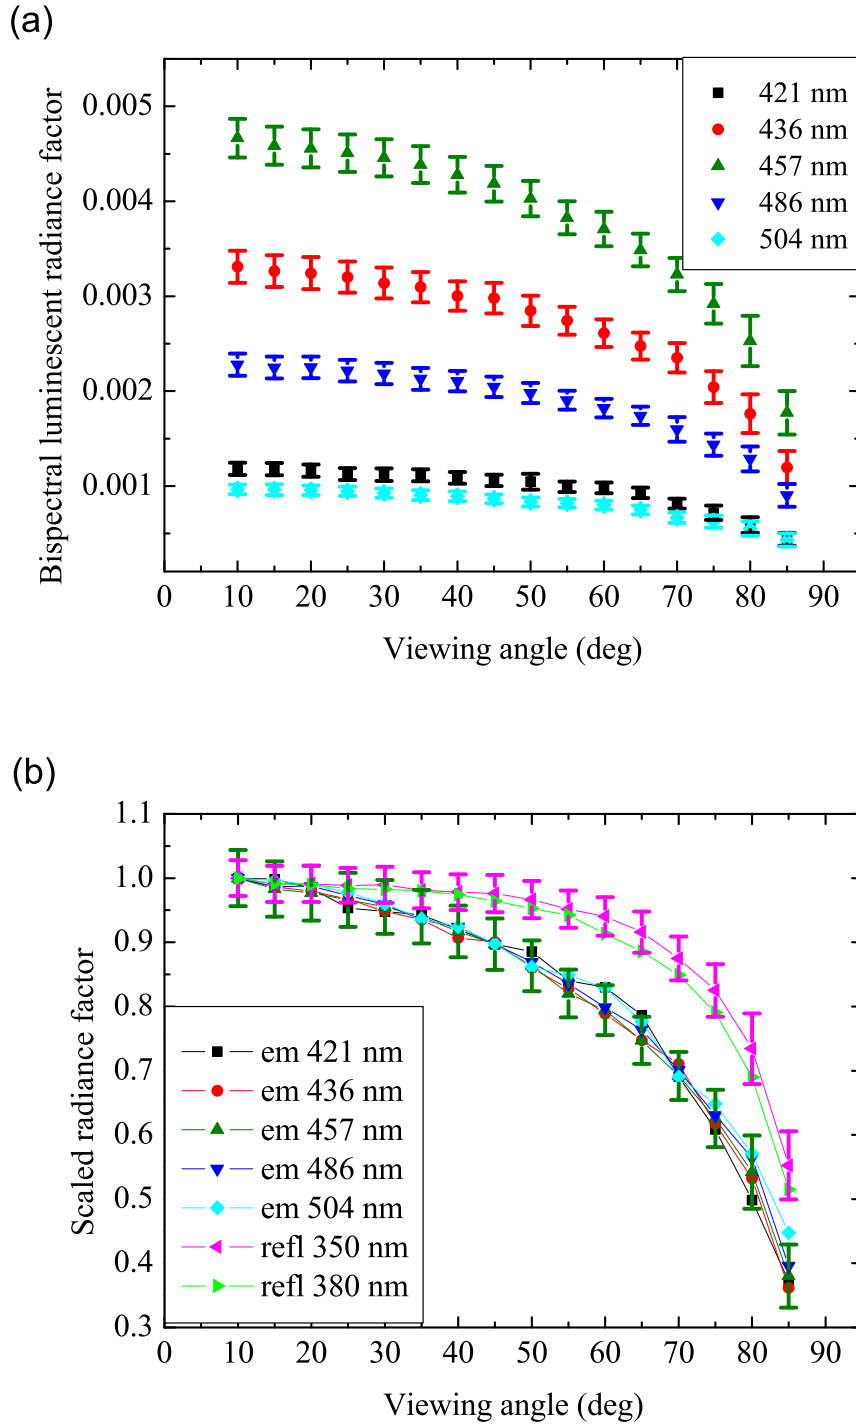 (a)
Bispectral luminescent radiance factor
0.005
0.004
0.003
0.002
0.001
421 nm
436 nm
457 nm
486 nm
504 nm
0 10 20 30 40 50 60 70 80 90
Viewing angle (deg)
(b)
Scaled radiance factor
1.1
1.0
0.9
0.8
0.7
0.6
0.5
0.4
0.3
em 421 nm
em 436 nm
em 457 nm
em 486 nm
em 504 nm
refl 350 nm
refl 380 nm
0 10 20 30 40 50 60 70 80 90
Viewing angle (deg)